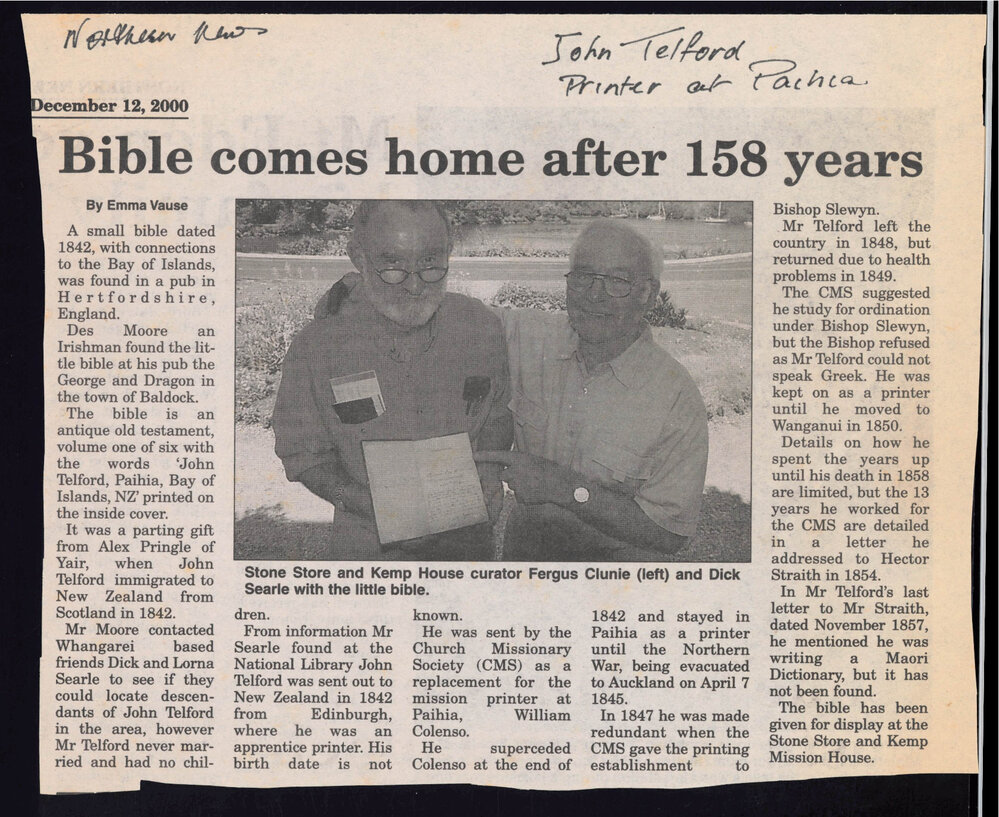 Northern News
John Telford
Printer at Paihia
December 12, 2000
Bible comes home after 158 years
By Emma Vause
A small bible dated
1842, with connections
to the Bay of Islands,
was found in a pub in
Hertfordshire,
England.
Des Moore an
Irishman found the lit-
tle bible at his pub the
George and Dragon in
the town of Baldock.
The bible is an
antique old testament,
volume one of six with
the words 'John
Telford, Paihia, Bay of
Islands, NZ' printed on
the inside cover.
It was a parting gift
from Alex Pringle of
Yair, when John
Telford immigrated to
New Zealand from
Scotland in 1842.
Mr Moore contacted
Whangarei based
friends Dick and Lorna
Searle to see if they
could locate descen-
dants of John Telford
in the area, however
Mr Telford never mar-
ried and had no chil-
Stone Store and Kemp House curator Fergus Clunie (left) and Dick
Searle with the little bible.
dren.
From information Mr
Searle found at the
National Library John
Telford was sent out to
New Zealand in 1842
from Edinburgh,
where he was an
apprentice printer. His
birth date is not
known.
He was sent by the
Church Missionary
Society (CMS) as a
replacement for the
mission printer at
Paihia, William
Colenso.
He superceded
Colenso at the end of
1842 and stayed in
Paihia as a printer
until the Northern
War, being evacuated
to Auckland on April 7
1845.
In 1847 he was made
redundant when the
CMS gave the printing
establishment to
Bishop Slewyn.
Mr Telford left the
country in 1848, but
returned due to health
problems in 1849.
The CMS suggested
he study for ordination
under Bishop Slewyn,
but the Bishop refused
as Mr Telford could not
speak Greek. He was
kept on as a printer
until he moved to
Wanganui in 1850.
Details on how he
spent the years up
until his death in 1858
are limited, but the 13
years he worked for
the CMS are detailed
in a letter he
addressed to Hector
Straith in 1854.
In Mr Telford's last
letter to Mr Straith,
dated November 1857,
he mentioned he was
writing a Maori
Dictionary, but it has
not been found.
The bible has been
given for display at the
Stone Store and Kemp
Mission House.